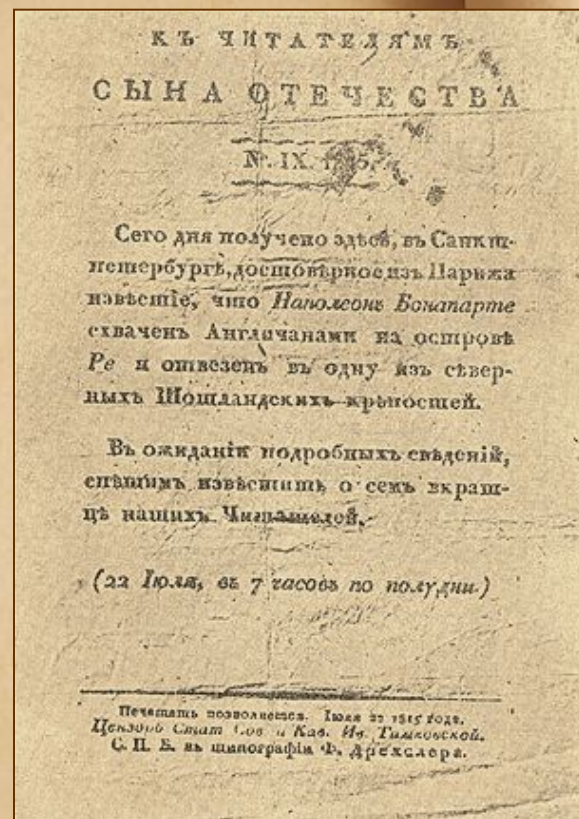 КЪ ЧИТАТЕЛЯМЪ
СЫНА ОТЕЧЕСТВА
N. IX.
Сего дня получено здѣсь, въ Санкт-
петербургѣ, достовѣрное изъ Парижа
извѣстіе, что Наполеонъ Бонапарте
схваченъ Англичанами на островѣ
Ре и отвезенъ въ одну изъ сѣвер-
ныхъ Шотландскихъ крѣпостей.
Въ ожиданіи подробныхъ свѣденій,
спѣшимъ извѣстить о семъ вкрат-
цѣ нашихъ Читателей.
(22 Іюля, въ 7 часовъ по полудни.)
Печатать позволяется. Іюля 22 1815 года.
Цензоръ Стат Сов и Кав. Ив. Тимковской.
С. П. Б. въ типографіи Ф. Дрехслера.